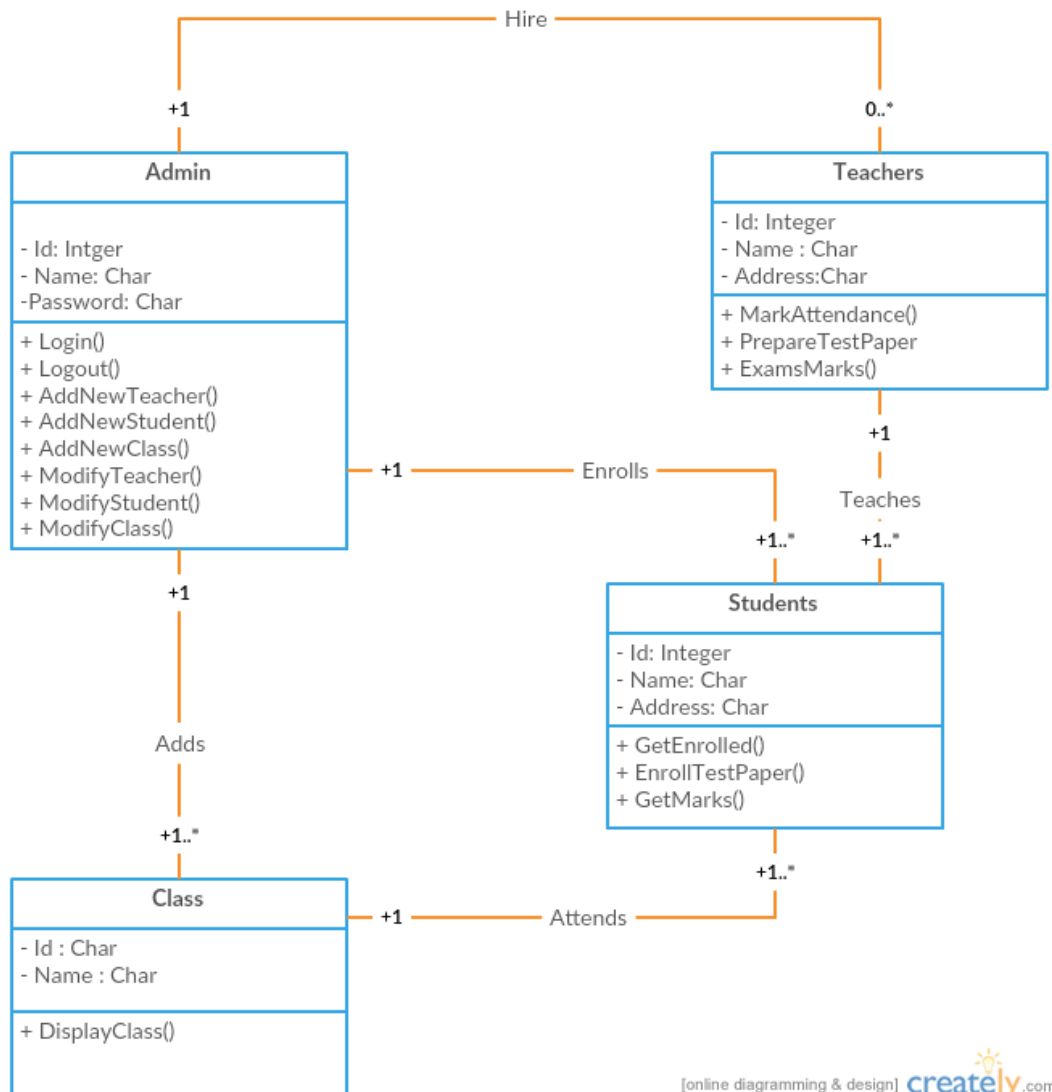 Hire
+1
0..*
Admin
- Id: Intger
- Name: Char
-Password: Char
+ Login()
+ Logout()
+ AddNewTeacher()
+ AddNewStudent()
+ AddNewClass()
+ ModifyTeacher()
+ ModifyStudent()
+ ModifyClass()
Teachers
- Id: Integer
- Name : Char
- Address:Char
+ MarkAttendance()
+ PrepareTestPaper
+ ExamsMarks()
+1
Teaches
+1..*
+1
Enrolls
+1..*
Students
- Id: Integer
- Name: Char
- Address: Char
+ GetEnrolled()
+ EnrollTestPaper()
+ GetMarks()
+1
Adds
+1..*
Class
- Id : Char
- Name : Char
+ DisplayClass()
+1
Attends
+1..*
[online diagramming & design] creately.com